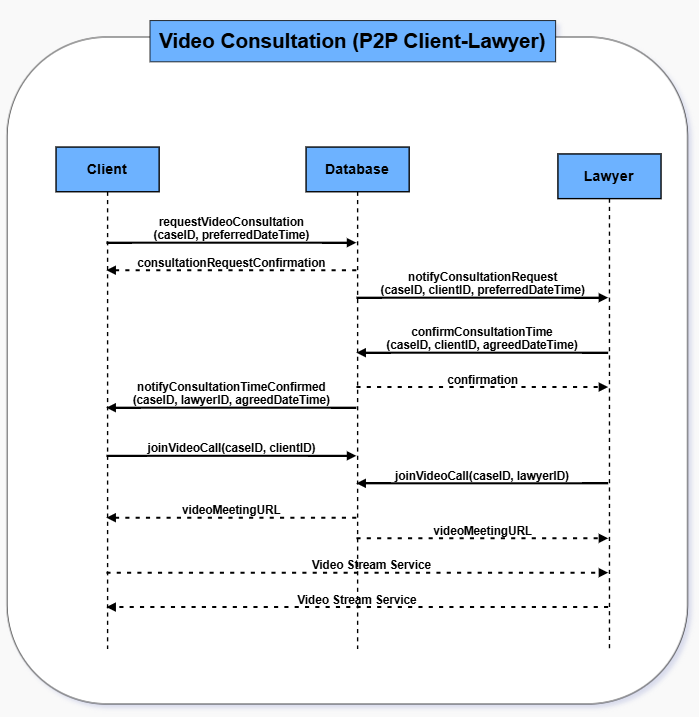 Video Consultation (P2P Client-Lawyer)
Client
Database
Lawyer
requestVideoConsultation
(caseID, preferredDateTime)
consultationRequestConfirmation
notifyConsultationRequest
(caseID, clientID, preferredDateTime)
confirmConsultationTime
(caseID, clientID, agreedDateTime)
confirmation
notifyConsultationTimeConfirmed
(caseID, lawyerID, agreedDateTime)
joinVideoCall(caseID, clientID)
joinVideoCall(caseID, lawyerID)
videoMeetingURL
videoMeetingURL
Video Stream Service
Video Stream Service